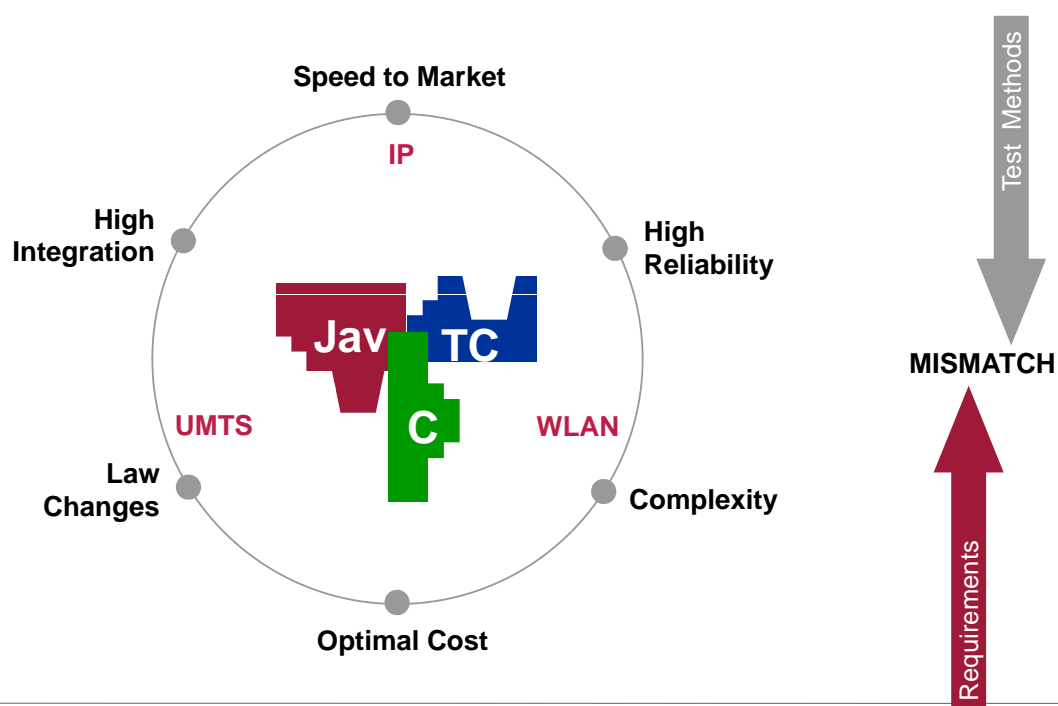 Speed to Market
IP
High
Integration
High
Reliability
Jav
TC
C
UMTS
WLAN
Law
Changes
Complexity
Optimal Cost
Test Methods
MISMATCH
Requirements